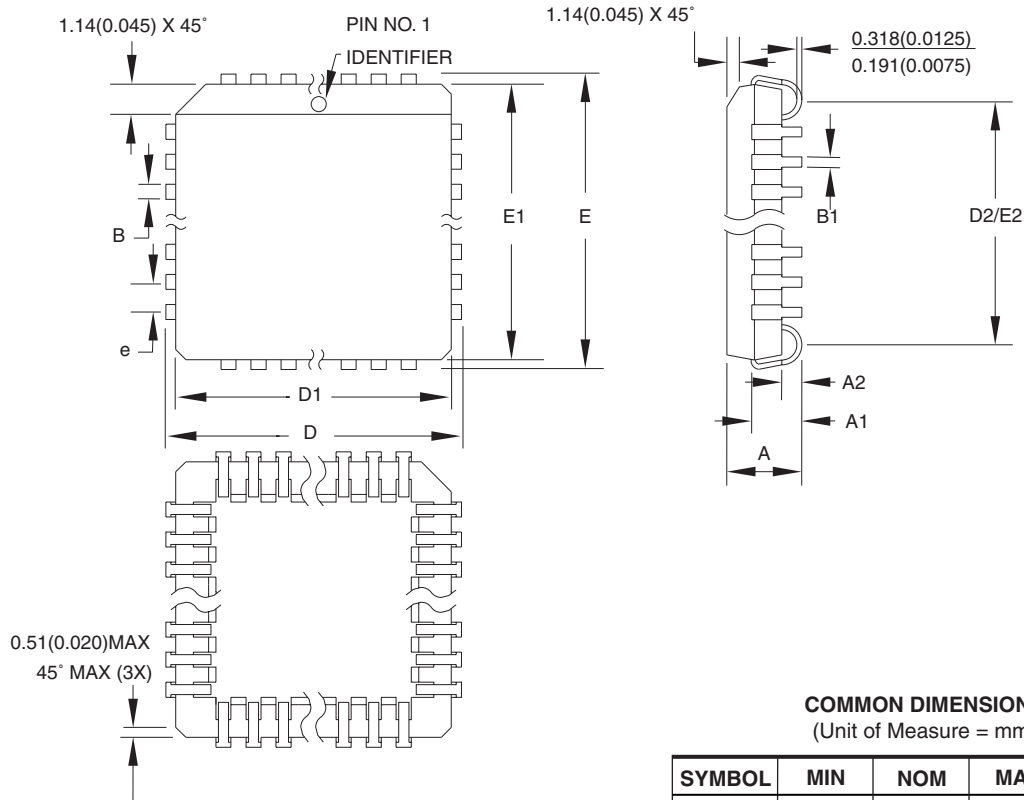 1.14(0.045) X 45˚
PIN NO. 1
IDENTIFIER
1.14(0.045) X 45˚
0.318(0.0125)
0.191(0.0075)
E1
E
B
e
B1
D2/E2
A2
A1
A
D1
D
0.51(0.020)MAX
45˚ MAX (3X)
COMMON DIMENSION
(Unit of Measure = mm
SYMBOL MIN NOM MA